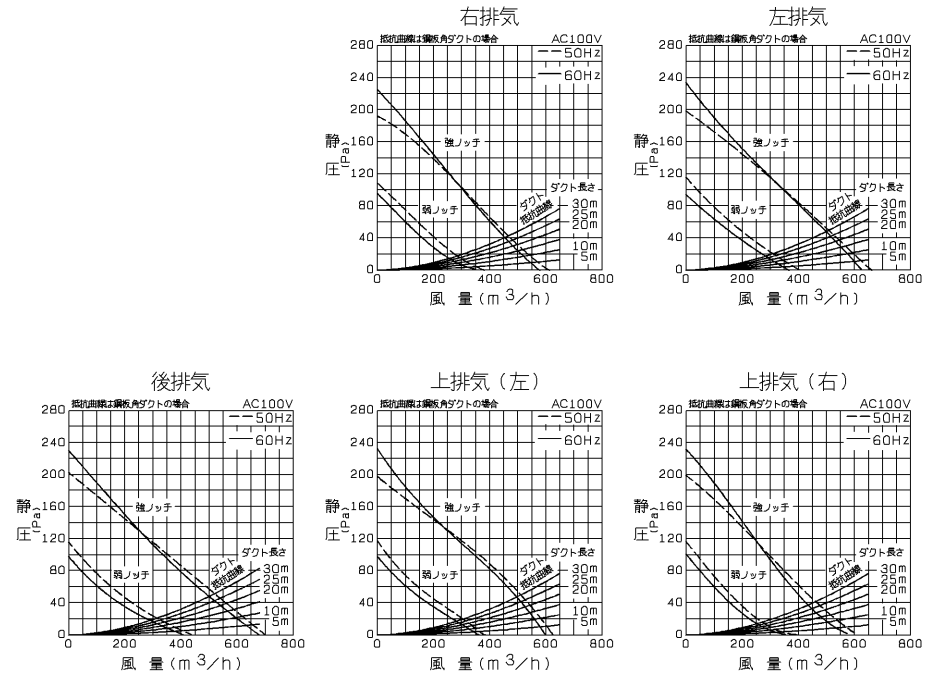 右排気
抵抗曲線は鋼板角ダクトの場合 AC100V
280
50Hz
240
60Hz
200
静圧(Pa)
160
強ノッチ
120
ダクト長さ
ダクト抵抗曲線
80
弱ノッチ
30m
25m
20m
40
10m
5m
0
0 200 400 600 800
風量(m3/h)
左排気
抵抗曲線は鋼板角ダクトの場合 AC100V
280
50Hz
240
60Hz
200
静圧(Pa)
160
強ノッチ
120
ダクト長さ
ダクト抵抗曲線
80
弱ノッチ
30m
25m
20m
40
10m
5m
0
0 200 400 600 800
風量(m3/h)
後排気
抵抗曲線は鋼板角ダクトの場合 AC100V
280
50Hz
240
60Hz
200
静圧(Pa)
160
強ノッチ
120
ダクト長さ
ダクト抵抗曲線
80
弱ノッチ
30m
25m
20m
40
10m
5m
0
0 200 400 600 800
風量(m3/h)
上排気(左)
抵抗曲線は鋼板角ダクトの場合 AC100V
280
50Hz
240
60Hz
200
静圧(Pa)
160
強ノッチ
120
ダクト長さ
ダクト抵抗曲線
80
弱ノッチ
30m
25m
20m
40
10m
5m
0
0 200 400 600 800
風量(m3/h)
上排気(右)
抵抗曲線は鋼板角ダクトの場合 AC100V
280
50Hz
240
60Hz
200
静圧(Pa)
160
強ノッチ
120
ダクト長さ
ダクト抵抗曲線
80
弱ノッチ
30m
25m
20m
40
10m
5m
0
0 200 400 600 800
風量(m3/h)